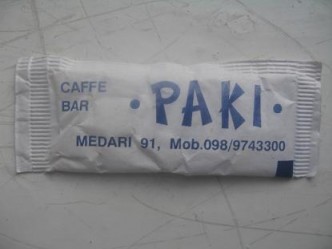 CAFFE
BAR
·PAKI·
MEDARI 91, Mob.098/9743300